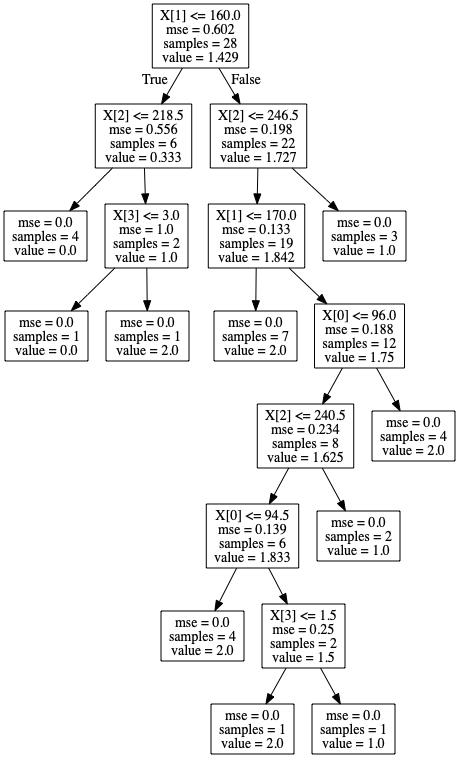 X[1] <= 160.0
mse = 0.602
samples = 28
value = 1.429
True
False
X[2] <= 218.5
mse = 0.556
samples = 6
value = 0.333
X[2] <= 246.5
mse = 0.198
samples = 22
value = 1.727
mse = 0.0
samples = 4
value = 0.0
X[3] <= 3.0
mse = 1.0
samples = 2
value = 1.0
X[1] <= 170.0
mse = 0.133
samples = 19
value = 1.842
mse = 0.0
samples = 3
value = 1.0
mse = 0.0
samples = 1
value = 0.0
mse = 0.0
samples = 1
value = 2.0
mse = 0.0
samples = 7
value = 2.0
X[0] <= 96.0
mse = 0.188
samples = 12
value = 1.75
X[2] <= 240.5
mse = 0.234
samples = 8
value = 1.625
mse = 0.0
samples = 4
value = 2.0
X[0] <= 94.5
mse = 0.139
samples = 6
value = 1.833
mse = 0.0
samples = 2
value = 1.0
mse = 0.0
samples = 4
value = 2.0
X[3] <= 1.5
mse = 0.25
samples = 2
value = 1.5
mse = 0.0
samples = 1
value = 2.0
mse = 0.0
samples = 1
value = 1.0